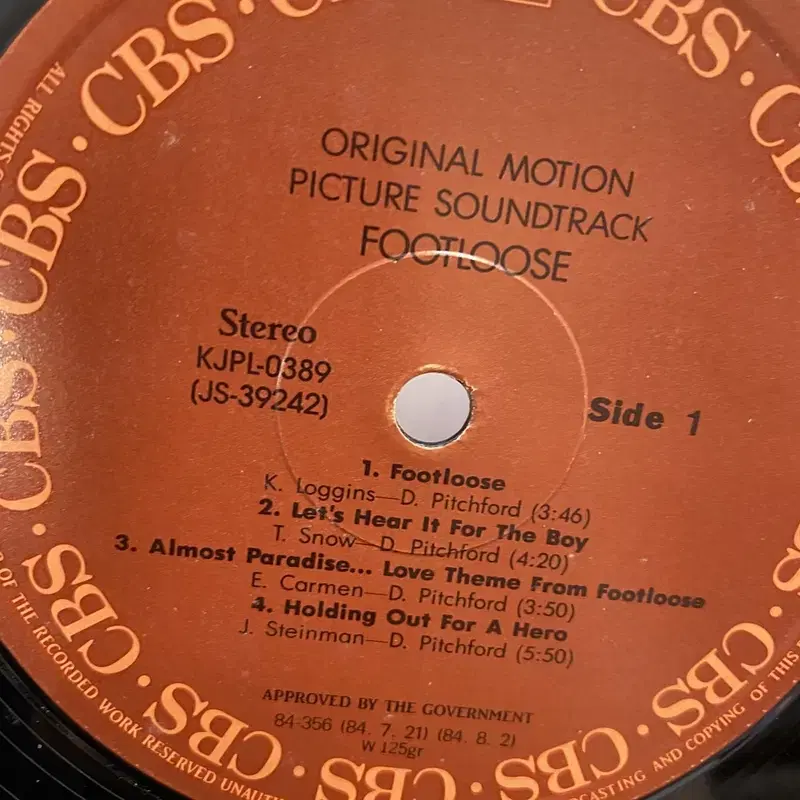 ORIGINAL MOTION
PICTURE SOUNDTRACK
FOOTLOOSE
Stereo
KJPL-0389
(JS-39242)
Side 1
1. Footloose
K. Loggins—D. Pitchford (3:46)
2. Let's Hear It For The Boy
T. Snow—D. Pitchford (4:20)
3. Almost Paradise... Love Theme From Footloose
E. Carmen—D. Pitchford (3:50)
4. Holding Out For A Hero
J. Steinman—D. Pitchford (5:50)
APPROVED BY THE GOVERNMENT
84-356 (84. 7. 21) (84. 8. 2)
W 125gr
CBS · CBS · CBS · CBS · CBS · CBS · CBS · CBS · CBS · CBS · CBS
ALL RIGHTS
OF THE RECORDED WORK RESERVED
AND COPYING OF THIS